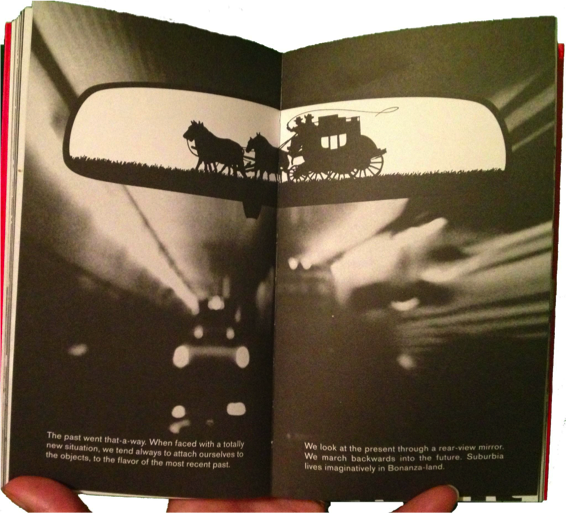 The past went that-a-way. When faced with a totally
new situation, we tend always to attach ourselves to
the objects, to the flavor of the most recent past.
We look at the present through a rear-view mirror.
We march backwards into the future. Suburbia
lives imaginatively in Bonanza-land.